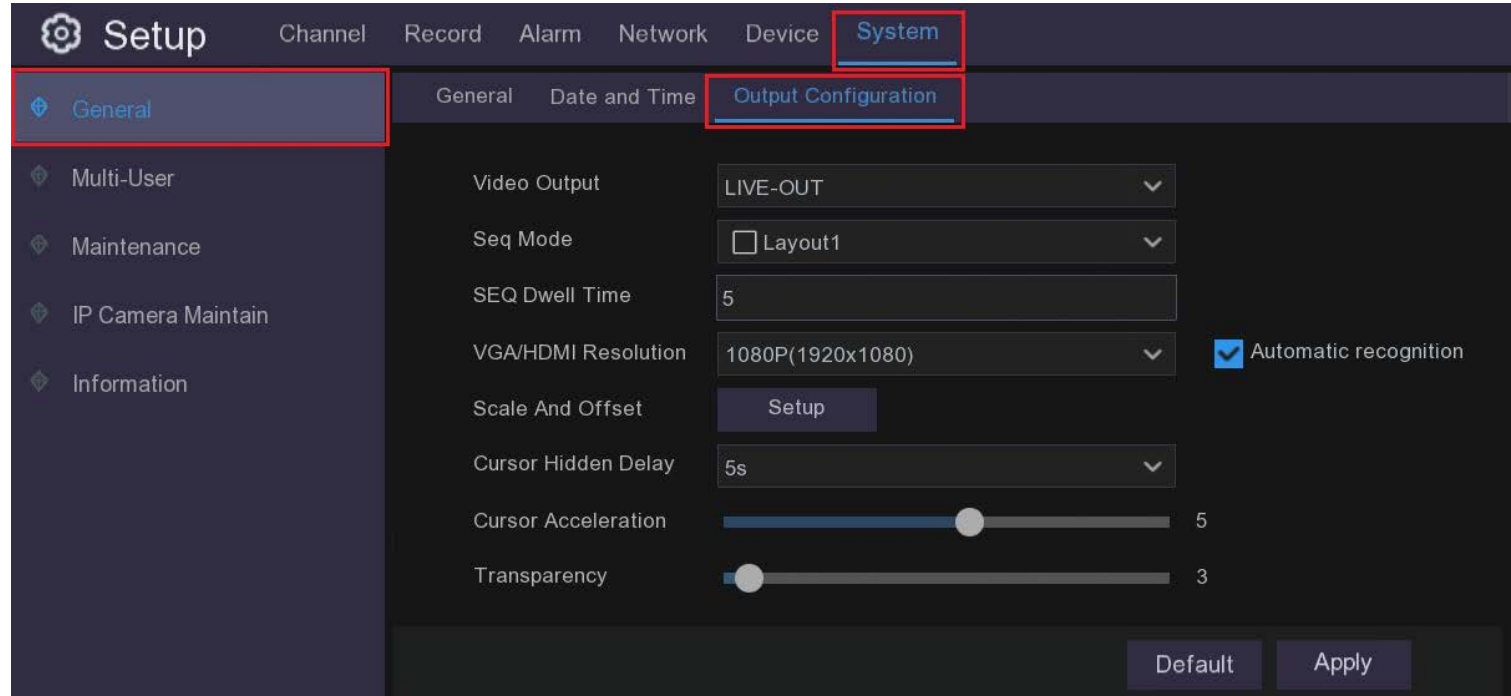 Setup Channel Record Alarm Network Device System
General
Multi-User
Maintenance
IP Camera Maintain
Information
General Date and Time Output Configuration
Video Output LIVE-OUT
Seq Mode Layout1
SEQ Dwell Time 5
VGA/HDMI Resolution 1080P(1920x1080) Automatic recognition
Scale And Offset Setup
Cursor Hidden Delay 5s
Cursor Acceleration 5
Transparency 3
Default Apply